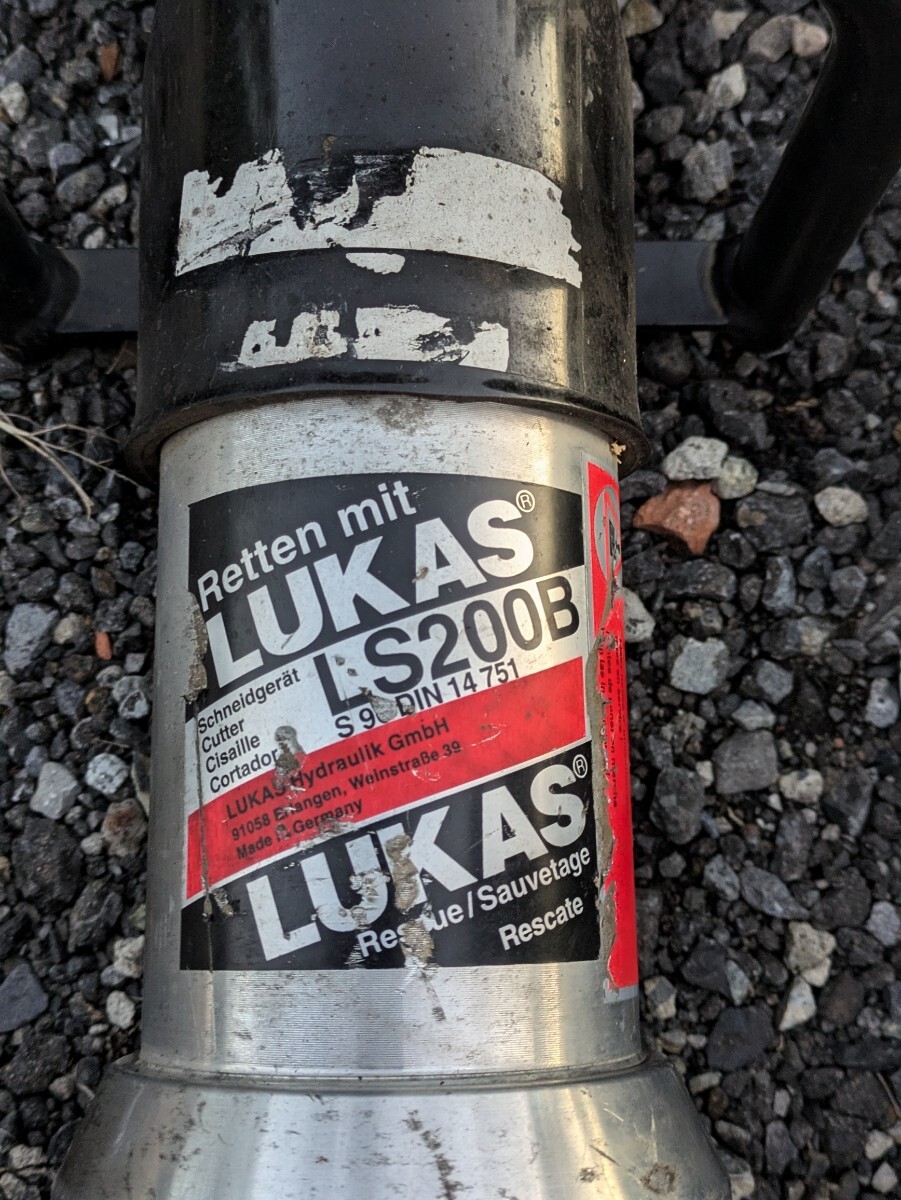 Retten mit
LUKAS®
LS200B
Schneidgerät
Cutter
Cisaille
Cortador
S 9 DIN 14 751
LUKAS Hydraulik GmbH
91058 Erlangen, Weinstraße 39
Made in Germany
LUKAS®
Rescue / Sauvetage
Rescate